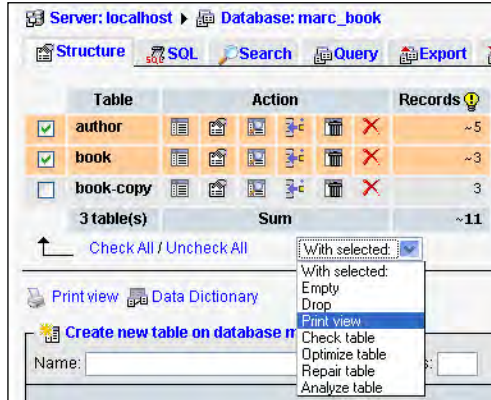 Server: localhost Database: marc_book
Structure SQL Search Query Export
Table Action Records
author ~5
book ~3
book-copy 3
3 table(s) Sum ~11
Check All / Uncheck All With selected:
With selected:
Empty
Drop
Print view
Check table
Optimize table
Repair table
Analyze table
Print view Data Dictionary
Create new table on database m
Name: s: